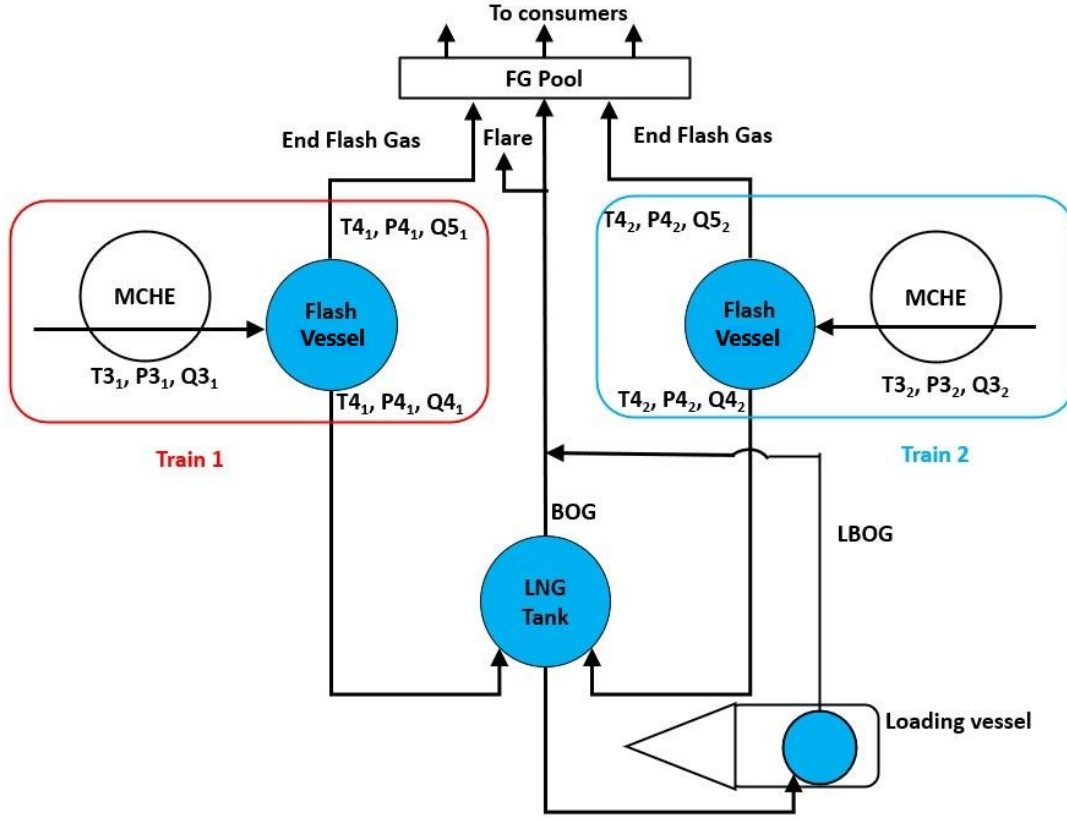 To consumers
FG Pool
End Flash Gas
Flare
End Flash Gas
T4₁, P4₁, Q5₁
T4₂, P4₂, Q5₂
MCHE
Flash
Vessel
Flash
Vessel
MCHE
T3₁, P3₁, Q3₁
T3₂, P3₂, Q3₂
T4₁, P4₁, Q4₁
T4₂, P4₂, Q4₂
Train 1
Train 2
BOG
LBOG
LNG
Tank
Loading vessel